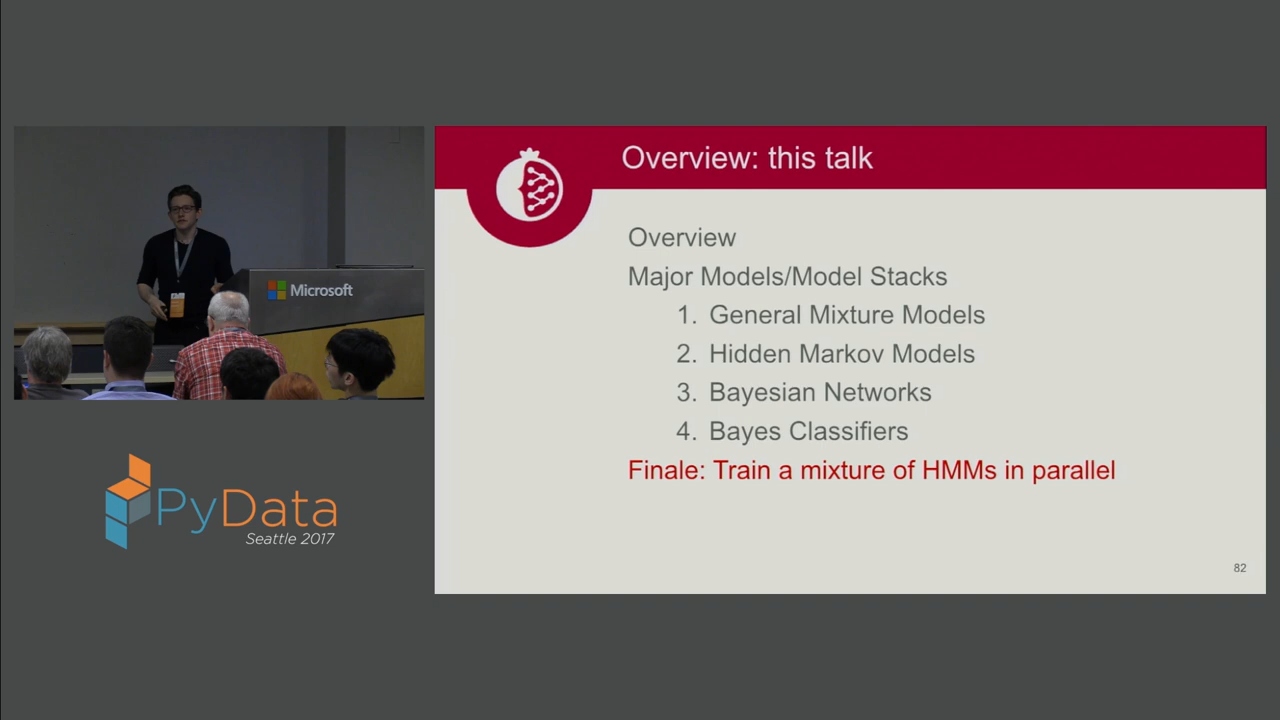 Microsoft
PyData
Seattle 2017
Overview: this talk
Overview
Major Models/Model Stacks
1. General Mixture Models
2. Hidden Markov Models
3. Bayesian Networks
4. Bayes Classifiers
Finale: Train a mixture of HMMs in parallel
82